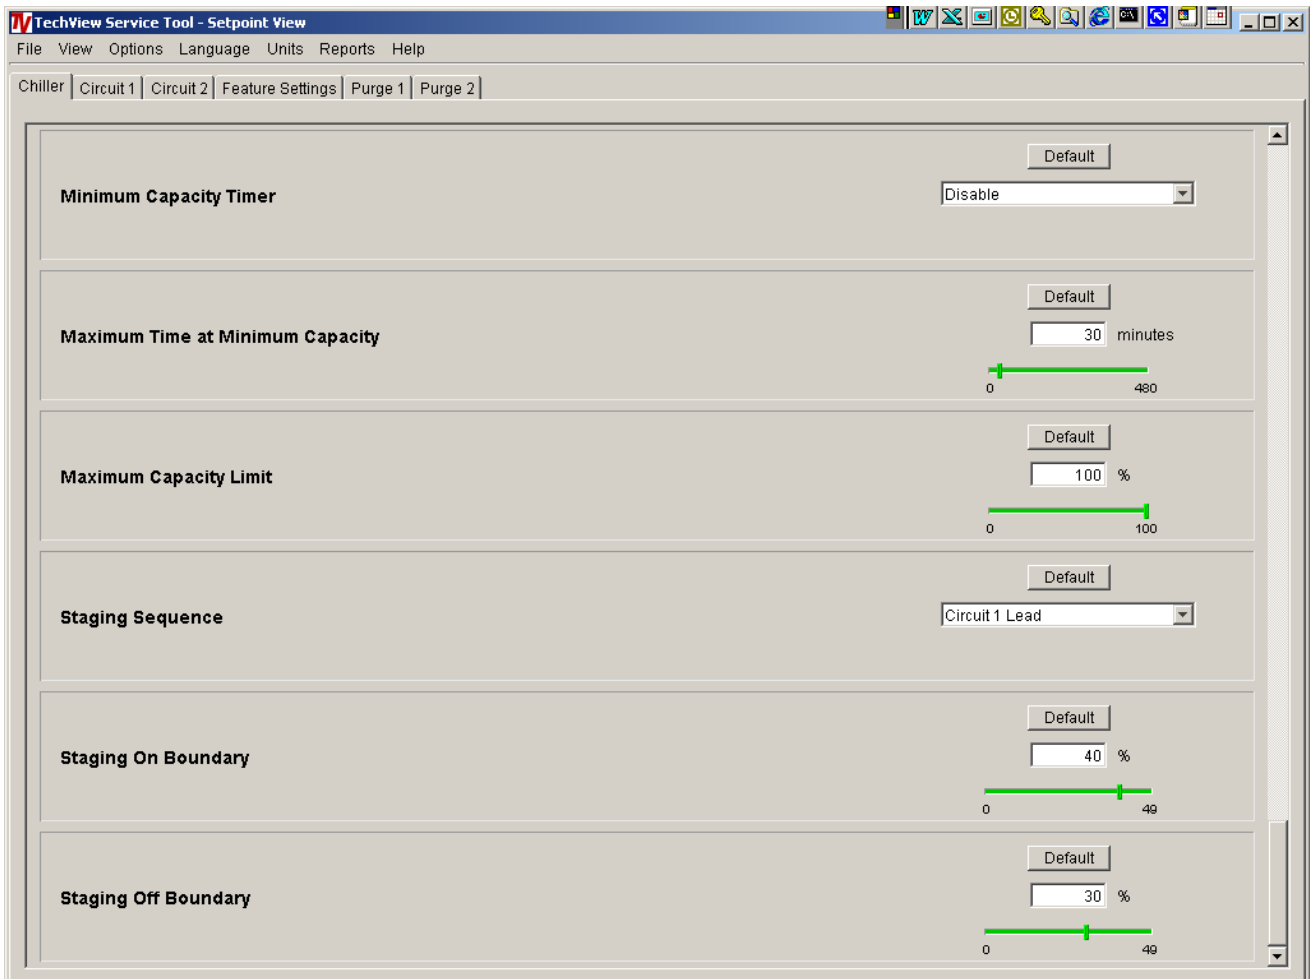 TechView Service Tool - Setpoint View
File View Options Language Units Reports Help
Chiller Circuit 1 Circuit 2 Feature Settings Purge 1 Purge 2
Default
Minimum Capacity Timer
Disable
Default
Maximum Time at Minimum Capacity
30 minutes
0 480
Default
Maximum Capacity Limit
100 %
0 100
Default
Staging Sequence
Circuit 1 Lead
Default
Staging On Boundary
40 %
0 49
Default
Staging Off Boundary
30 %
0 49